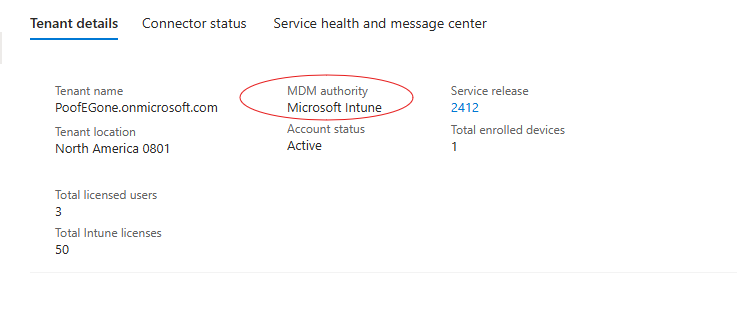 Tenant details Connector status Service health and message center
Tenant name MDM authority Service release
PoofEGone.onmicrosoft.com Microsoft Intune 2412
Tenant location Account status Total enrolled devices
North America 0801 Active 1
Total licensed users
3
Total Intune licenses
50